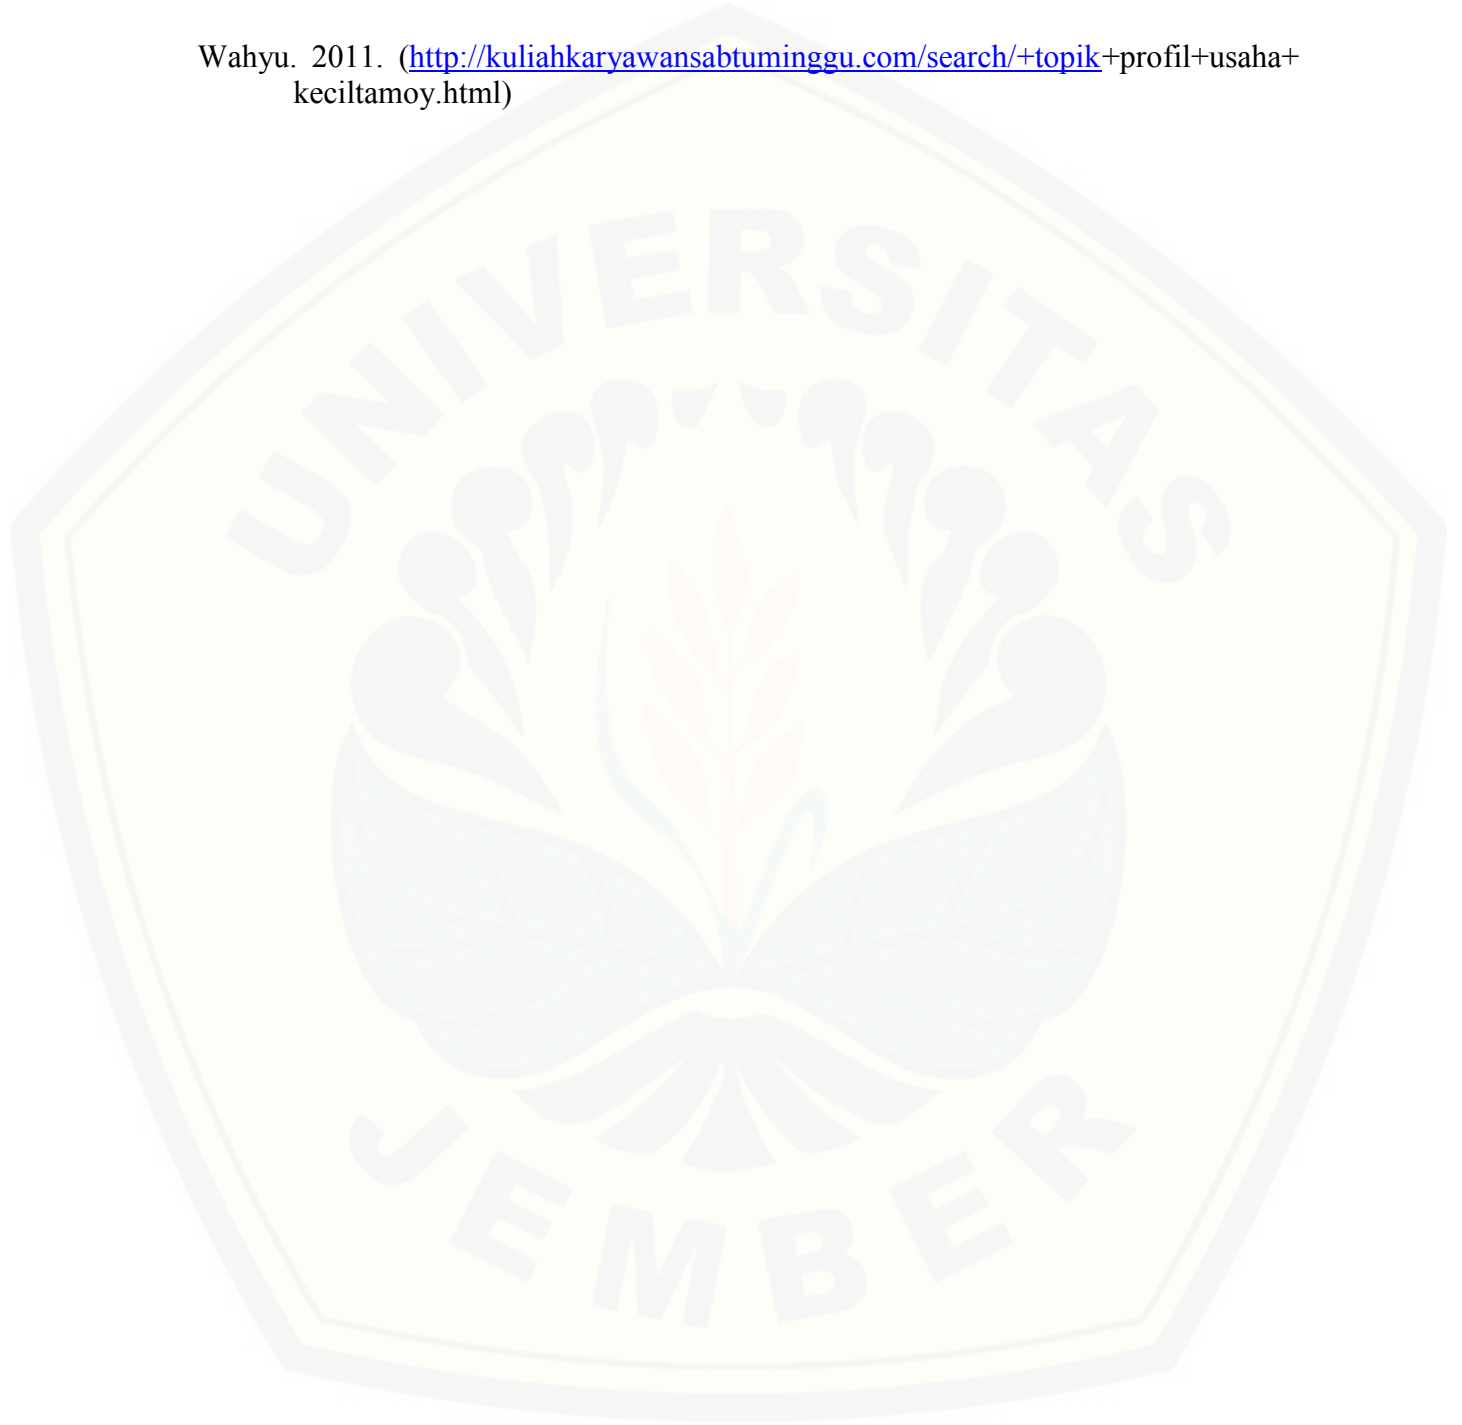 Wahyu. 2011. (http://kuliahkaryawansabtuminggu.com/search/+topik+profil+usaha+
keciltamoy.html)
UNIVERSITAS
JEMBER